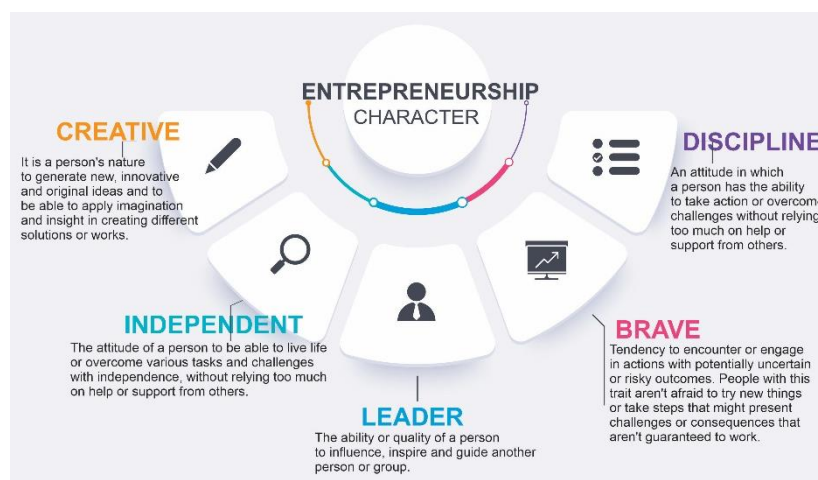 ENTREPRENEURSHIP
CHARACTER
CREATIVE
It is a person's nature
to generate new, innovative
and original ideas and to
be able to apply imagination
and insight in creating different
solutions or works.
INDEPENDENT
The attitude of a person to be able to live life
or overcome various tasks and challenges
with independence, without relying too much
on help or support from others.
LEADER
The ability or quality of a person
to influence, inspire and guide another
person or group.
BRAVE
Tendency to encounter or engage
in actions with potentially uncertain
or risky outcomes. People with this
trait aren't afraid to try new things
or take steps that might present
challenges or consequences that
aren't guaranteed to work.
DISCIPLINE
An attitude in which
a person has the ability
to take action or overcome
challenges without relying
too much on help or
support from others.